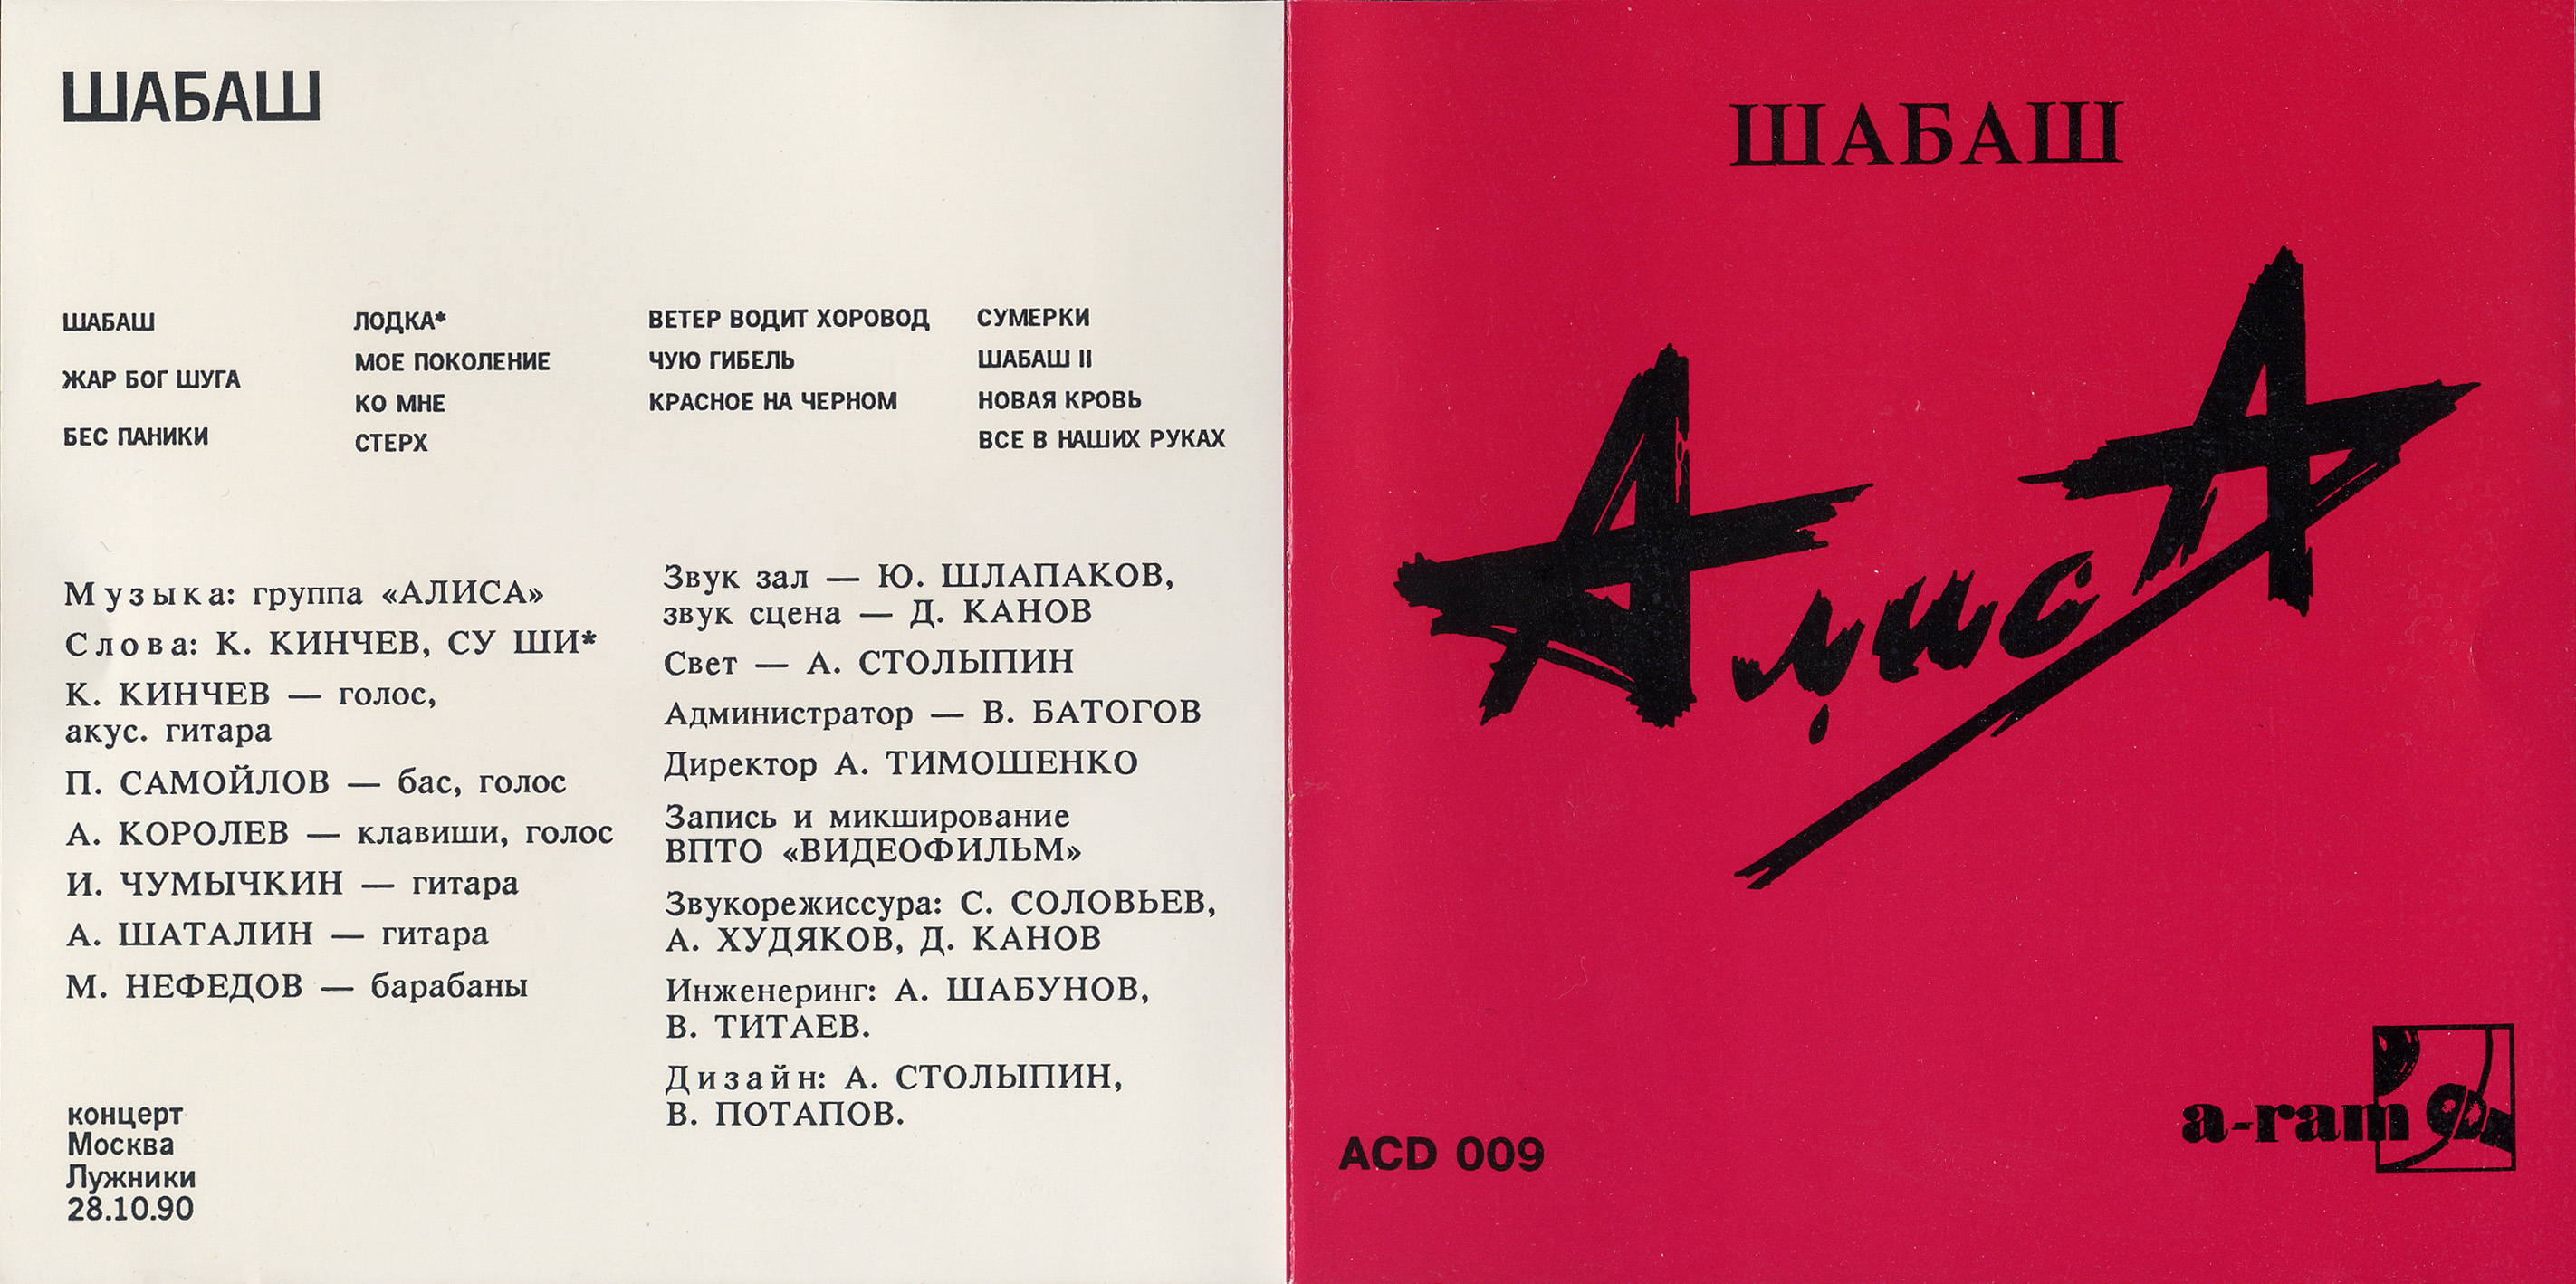 ШАБАШ
ШАБАШ
ЖАР БОГ ШУГА
БЕС ПАНИКИ
ЛОДКА*
МОЕ ПОКОЛЕНИЕ
КО МНЕ
СТЕРХ
ВЕТЕР ВОДИТ ХОРОВОД
ЧУЮ ГИБЕЛЬ
КРАСНОЕ НА ЧЕРНОМ
СУМЕРКИ
ШАБАШ II
НОВАЯ КРОВЬ
ВСЕ В НАШИХ РУКАХ
Музыка: группа «АЛИСА»
Слова: К. КИНЧЕВ, СУ ШИ*
К. КИНЧЕВ — голос,
акус. гитара
П. САМОЙЛОВ — бас, голос
А. КОРОЛЕВ — клавиши, голос
И. ЧУМЫЧКИН — гитара
А. ШАТАЛИН — гитара
М. НЕФЕДОВ — барабаны
концерт
Москва
Лужники
28.10.90
Звук зал — Ю. ШЛАПАКОВ,
звук сцена — Д. КАНОВ
Свет — А. СТОЛЫПИН
Администратор — В. БАТОГОВ
Директор А. ТИМОШЕНКО
Запись и микширование
ВПТО «ВИДЕОФИЛЬМ»
Звукорежиссура: С. СОЛОВЬЕВ,
А. ХУДЯКОВ, Д. КАНОВ
Инженеринг: А. ШАБУНОВ,
В. ТИТАЕВ.
Дизайн: А. СТОЛЫПИН,
В. ПОТАПОВ.
ШАБАШ
АлисА
ACD 009
a-ram